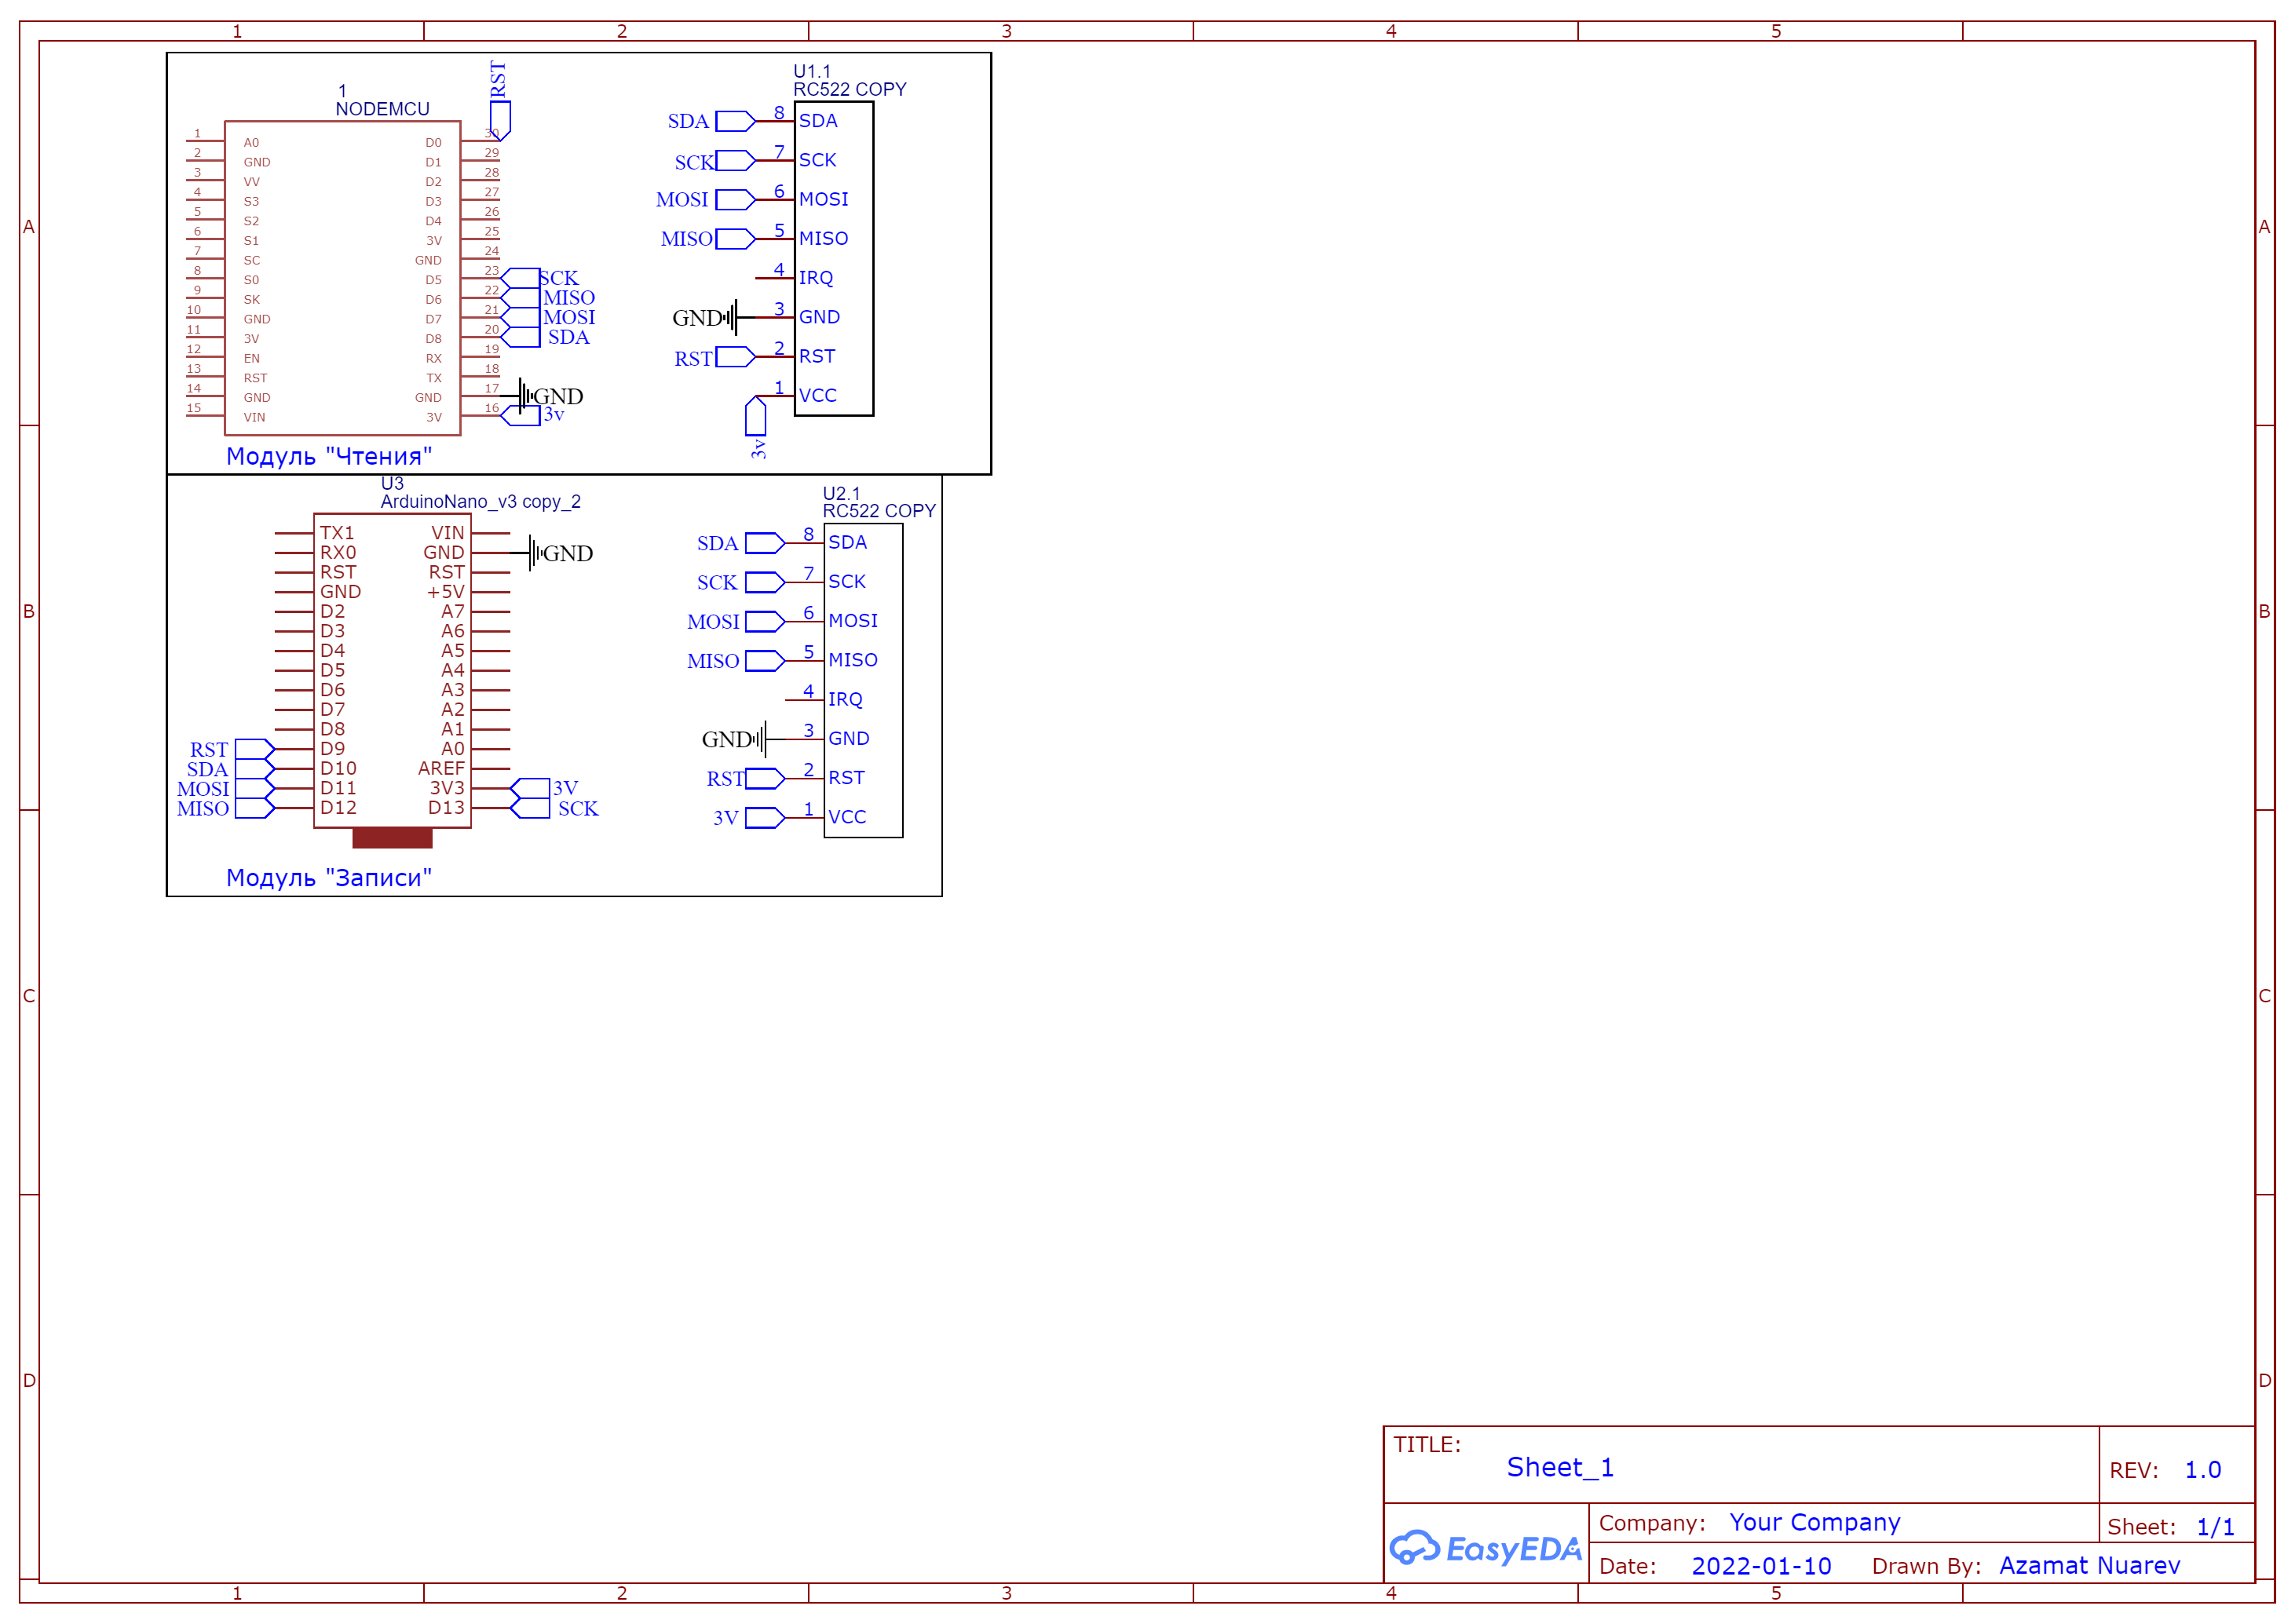 1 2 3 4 5
A
B
C
D
A
B
C
D
1
NODEMCU
RST
1 A0
2 GND
3 VV
4 S3
5 S2
6 S1
7 SC
8 S0
9 SK
10 GND
11 3V
12 EN
13 RST
14 GND
15 VIN
D0 30
D1 29
D2 28
D3 27
D4 26
3V 25
GND 24
D5 23 SCK
D6 22 MISO
D7 21 MOSI
D8 20 SDA
RX 19
TX 18
GND 17 GND
3V 16 3v
Модуль "Чтения"
U1.1
RC522 COPY
SDA 8 SDA
SCK 7 SCK
MOSI 6 MOSI
MISO 5 MISO
4 IRQ
GND 3 GND
RST 2 RST
1 VCC
3v
U3
ArduinoNano_v3 copy_2
TX1
RX0
RST
GND
D2
D3
D4
D5
D6
D7
D8
RST D9
SDA D10
MOSI D11
MISO D12
VIN
GND GND
RST
+5V
A7
A6
A5
A4
A3
A2
A1
A0
AREF
3V3 3V
D13 SCK
Модуль "Записи"
U2.1
RC522 COPY
SDA 8 SDA
SCK 7 SCK
MOSI 6 MOSI
MISO 5 MISO
4 IRQ
GND 3 GND
RST 2 RST
3V 1 VCC
TITLE:
Sheet_1
REV: 1.0
EasyEDA
Company: Your Company
Sheet: 1/1
Date: 2022-01-10 Drawn By: Azamat Nuarev
1 2 3 4 5